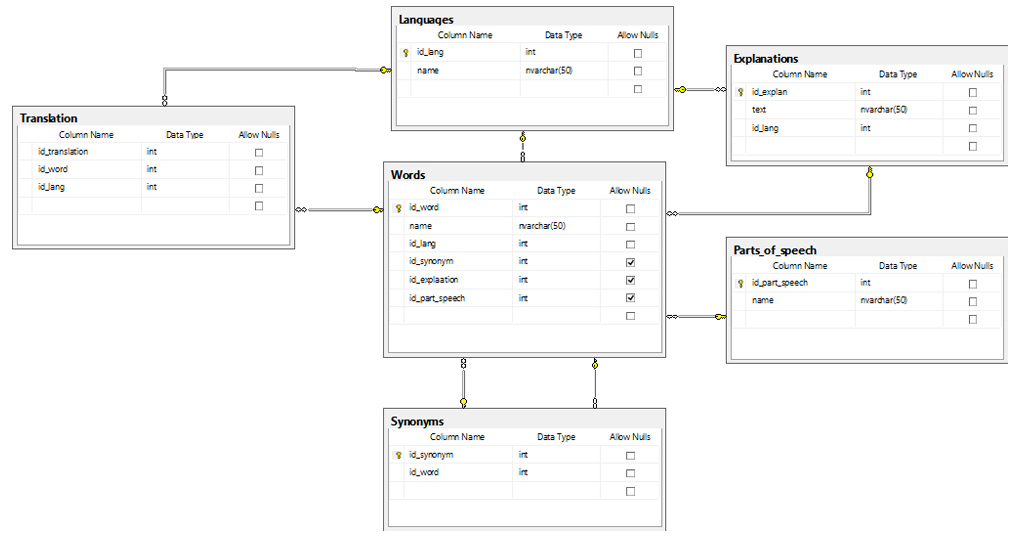 Languages
Column Name Data Type Allow Nulls
id_lang int
name nvarchar(50)
Explanations
Column Name Data Type Allow Nulls
id_explan int
text nvarchar(50)
id_lang int
Translation
Column Name Data Type Allow Nulls
id_translation int
id_word int
id_lang int
Words
Column Name Data Type Allow Nulls
id_word int
name nvarchar(50)
id_lang int
id_synonym int
id_explaation int
id_part_speech int
Parts_of_speech
Column Name Data Type Allow Nulls
id_part_speech int
name nvarchar(50)
Synonyms
Column Name Data Type Allow Nulls
id_synonym int
id_word int